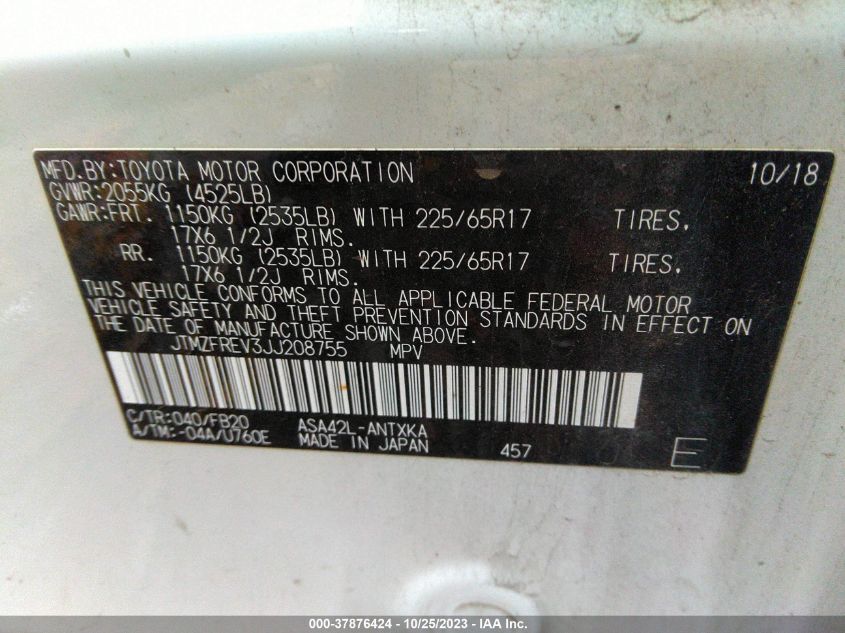 MFD.BY:TOYOTA MOTOR CORPORATION 10/18
GVWR:2055KG (4525LB)
GAWR:FRT. 1150KG (2535LB) WITH 225/65R17 TIRES,
17X6 1/2J RIMS.
RR. 1150KG (2535LB) WITH 225/65R17 TIRES,
17X6 1/2J RIMS.
THIS VEHICLE CONFORMS TO ALL APPLICABLE FEDERAL MOTOR
VEHICLE SAFETY AND THEFT PREVENTION STANDARDS IN EFFECT ON
THE DATE OF MANUFACTURE SHOWN ABOVE.
JTMZFREV3JJ208755 MPV
C/TR:040/FB20 ASA42L-ANTXKA
A/TM:-04A/U760E MADE IN JAPAN 457 E
000-37876424 - 10/25/2023 - IAA Inc.